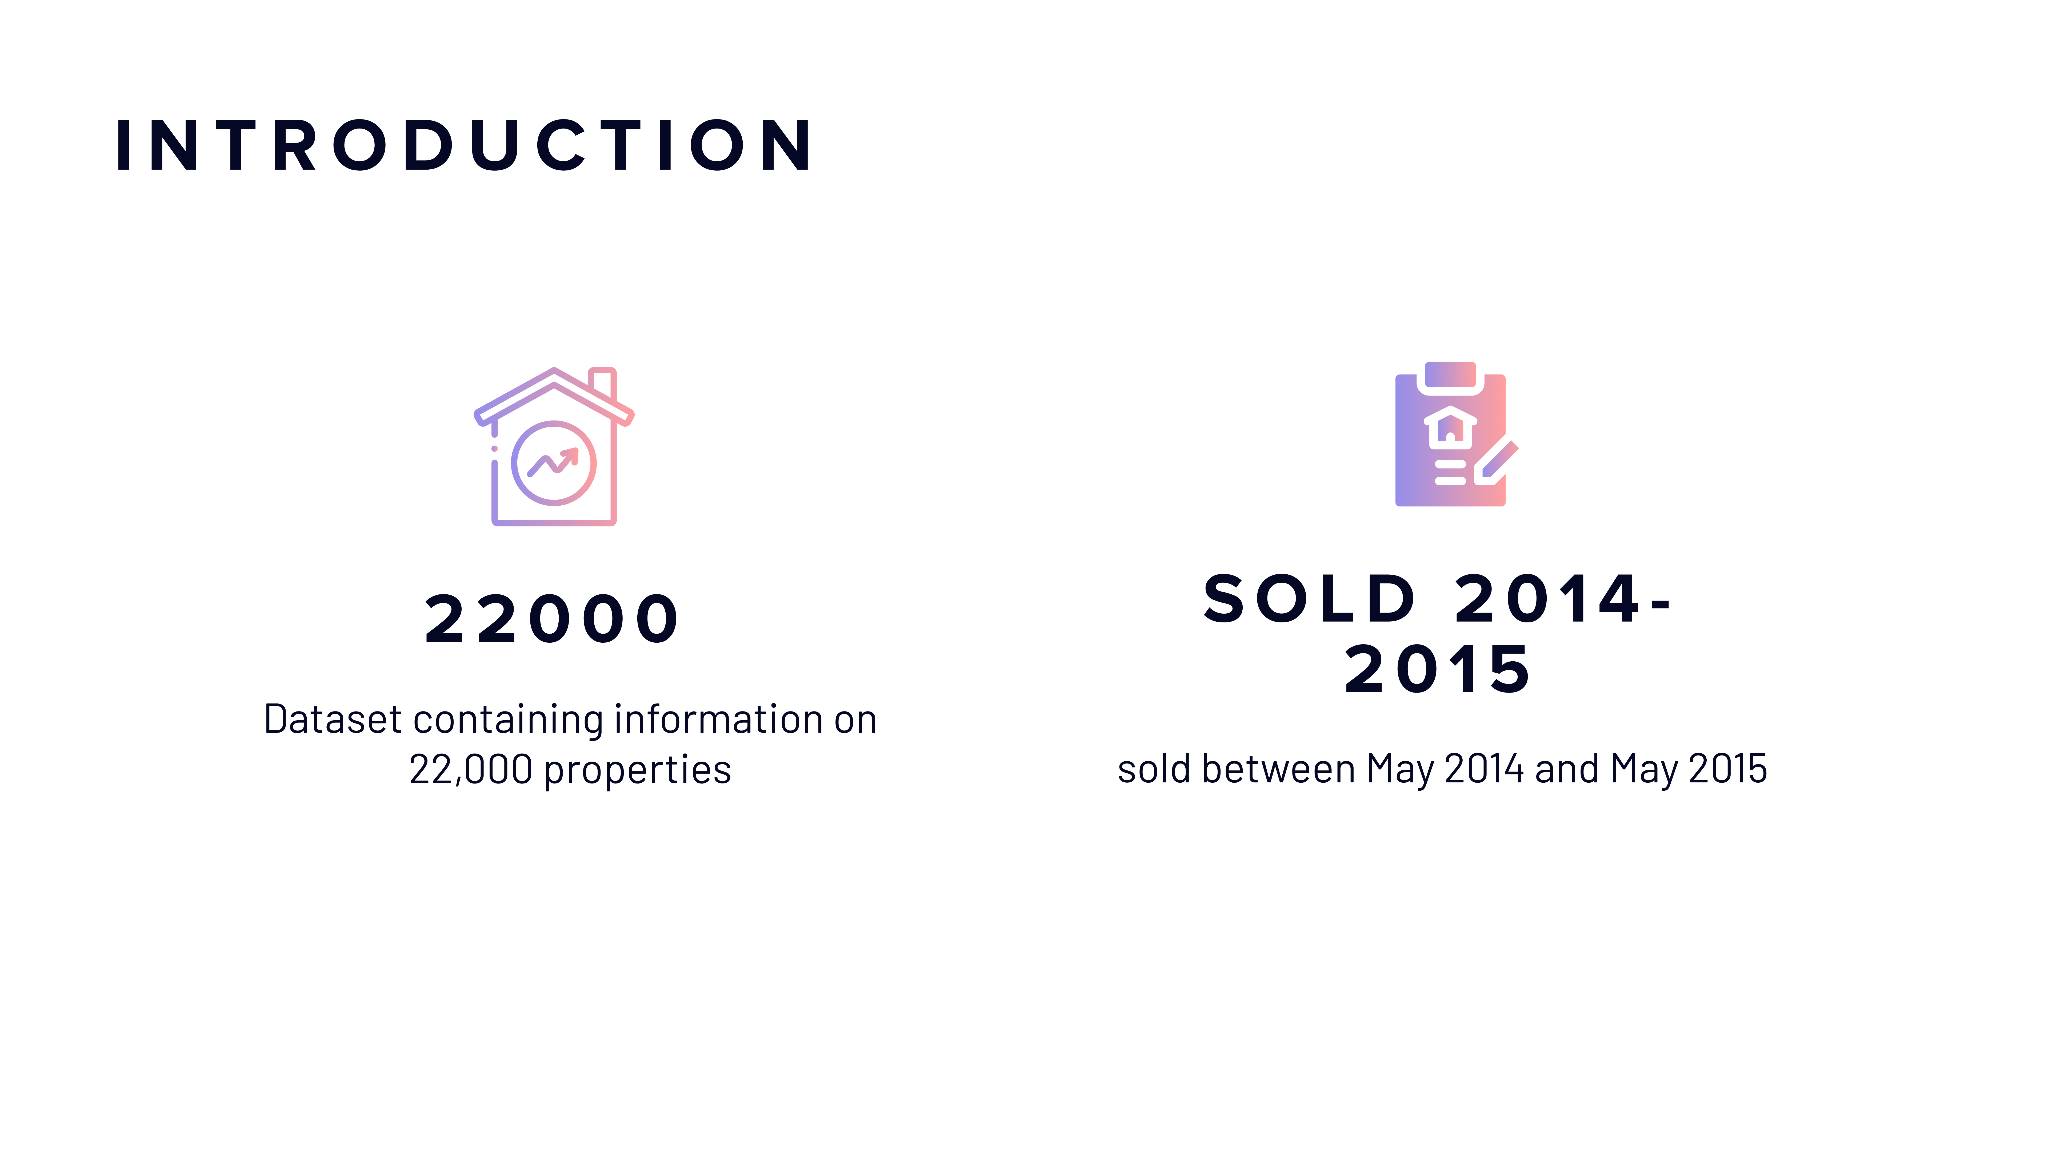 INTRODUCTION
22000
Dataset containing information on
22,000 properties
SOLD 2014-
2015
sold between May 2014 and May 2015